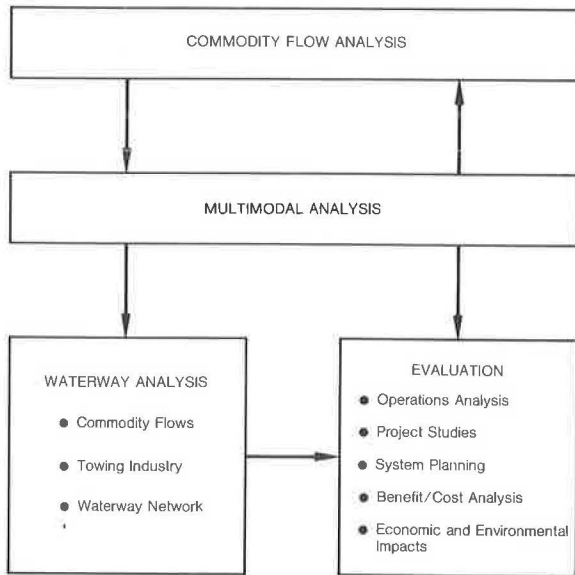 COMMODITY FLOW ANALYSIS
MULTIMODAL ANALYSIS
WATERWAY ANALYSIS
● Commodity Flows
● Towing Industry
● Waterway Network
EVALUATION
● Operations Analysis
● Project Studies
● System Planning
● Benefit/Cost Analysis
● Economic and Environmental
Impacts